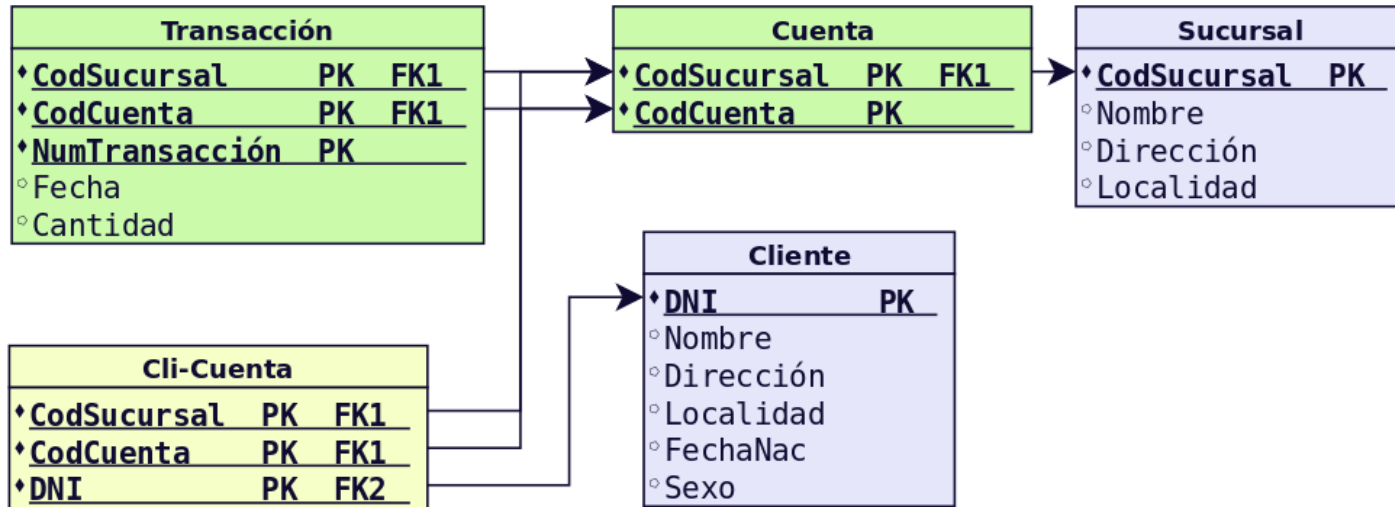 Transacción
CodSucursal PK FK1
CodCuenta PK FK1
NumTransacción PK
Fecha
Cantidad
Cuenta
CodSucursal PK FK1
CodCuenta PK
Sucursal
CodSucursal PK
Nombre
Dirección
Localidad
Cliente
DNI PK
Nombre
Dirección
Localidad
FechaNac
Sexo
Cli-Cuenta
CodSucursal PK FK1
CodCuenta PK FK1
DNI PK FK2